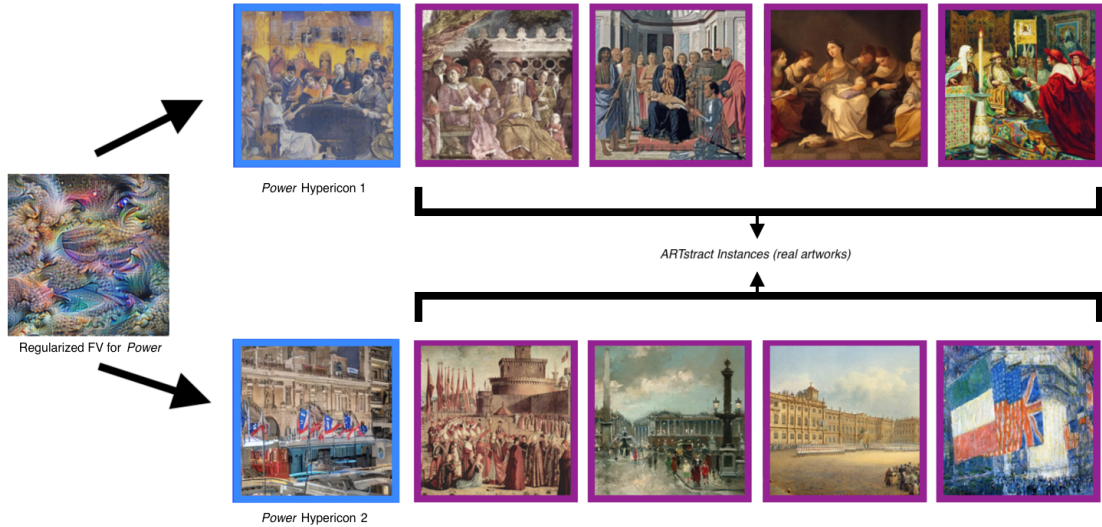 Power Hypericon 1
ARTstract Instances (real artworks)
Regularized FV for Power
Power Hypericon 2